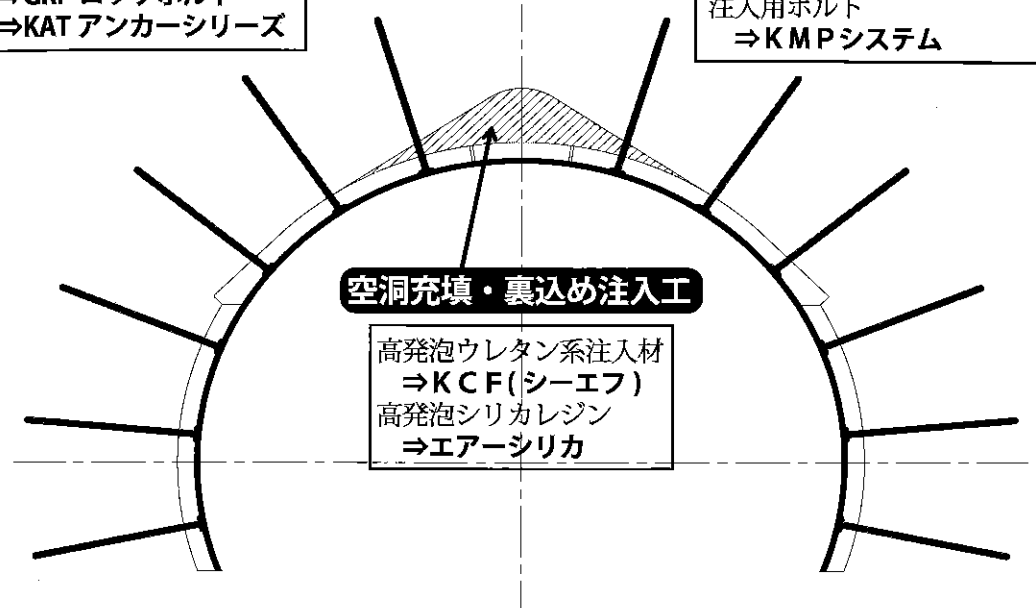 ⇒KAT アンカーシリーズ
注入用ボルト
⇒KMPシステム
空洞充填・裏込め注入工
高発泡ウレタン系注入材
⇒KCF(シーエフ)
高発泡シリカレジン
⇒エアーシリカ